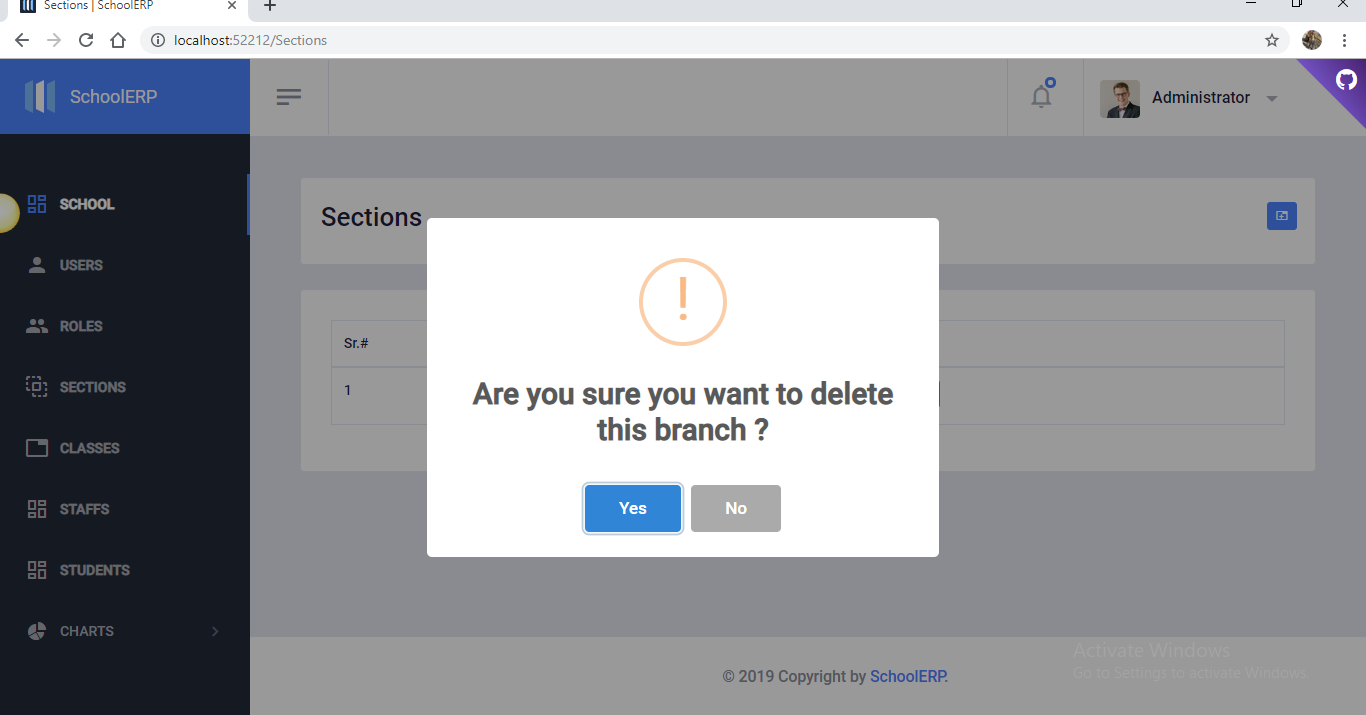 Sections | SchoolERP
localhost:52212/Sections
SchoolERP
Administrator
SCHOOL
USERS
ROLES
SECTIONS
CLASSES
STAFFS
STUDENTS
CHARTS
Sections
Sr.#
1
!
Are you sure you want to delete
this branch ?
Yes
No
Activate Windows
Go to Settings to activate Windows.
© 2019 Copyright by SchoolERP.